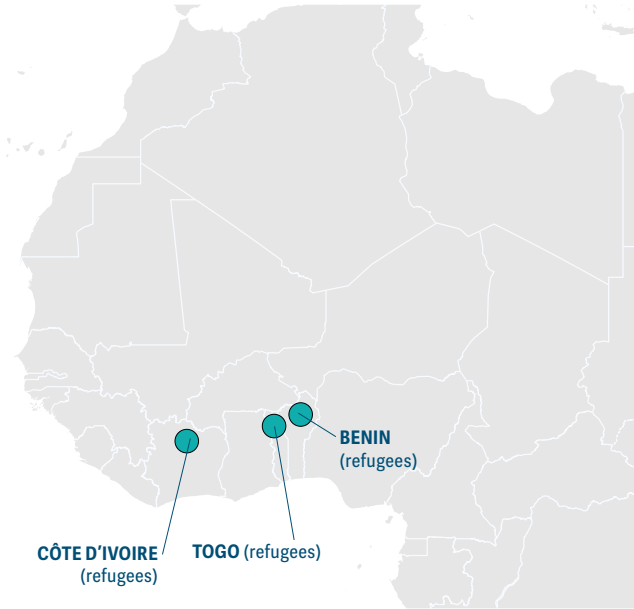 BENIN
(refugees)
CÔTE D’IVOIRE
(refugees)
TOGO (refugees)